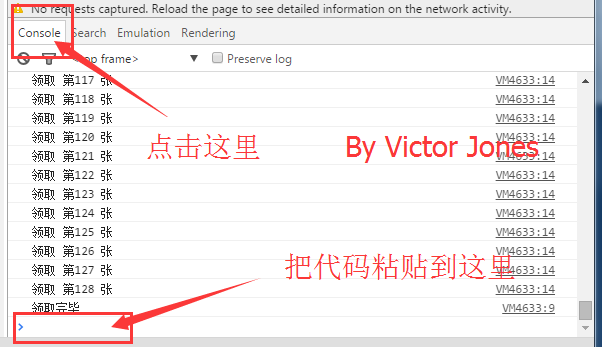 No requests captured. Reload the page to see detailed information on the network activity.
Console Search Emulation Rendering
op frame> ▼ Preserve log
领取 第117 张 VM4633:14
领取 第118 张 VM4633:14
领取 第119 张 VM4633:14
领取 第120 张 VM4633:14
点击这里
By Victor Jones
领取 第121 张 VM4633:14
领取 第122 张 VM4633:14
领取 第123 张 VM4633:14
领取 第124 张 VM4633:14
领取 第125 张 VM4633:14
领取 第126 张 VM4633:14
把代码粘贴到这里
领取 第127 张 VM4633:14
领取 第128 张 VM4633:14
领取完毕 VM4633:9
>